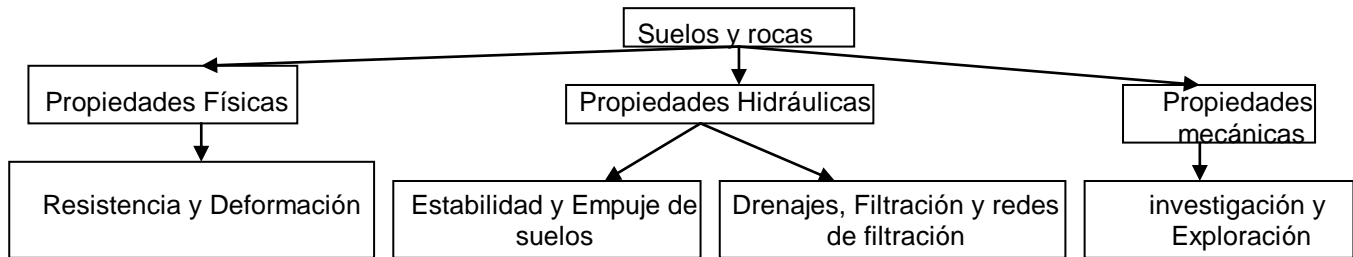 Suelos y rocas
Propiedades Físicas
Propiedades Hidráulicas
Propiedades
mecánicas
Resistencia y Deformación
Estabilidad y Empuje de
suelos
Drenajes, Filtración y redes
de filtración
investigación y
Exploración